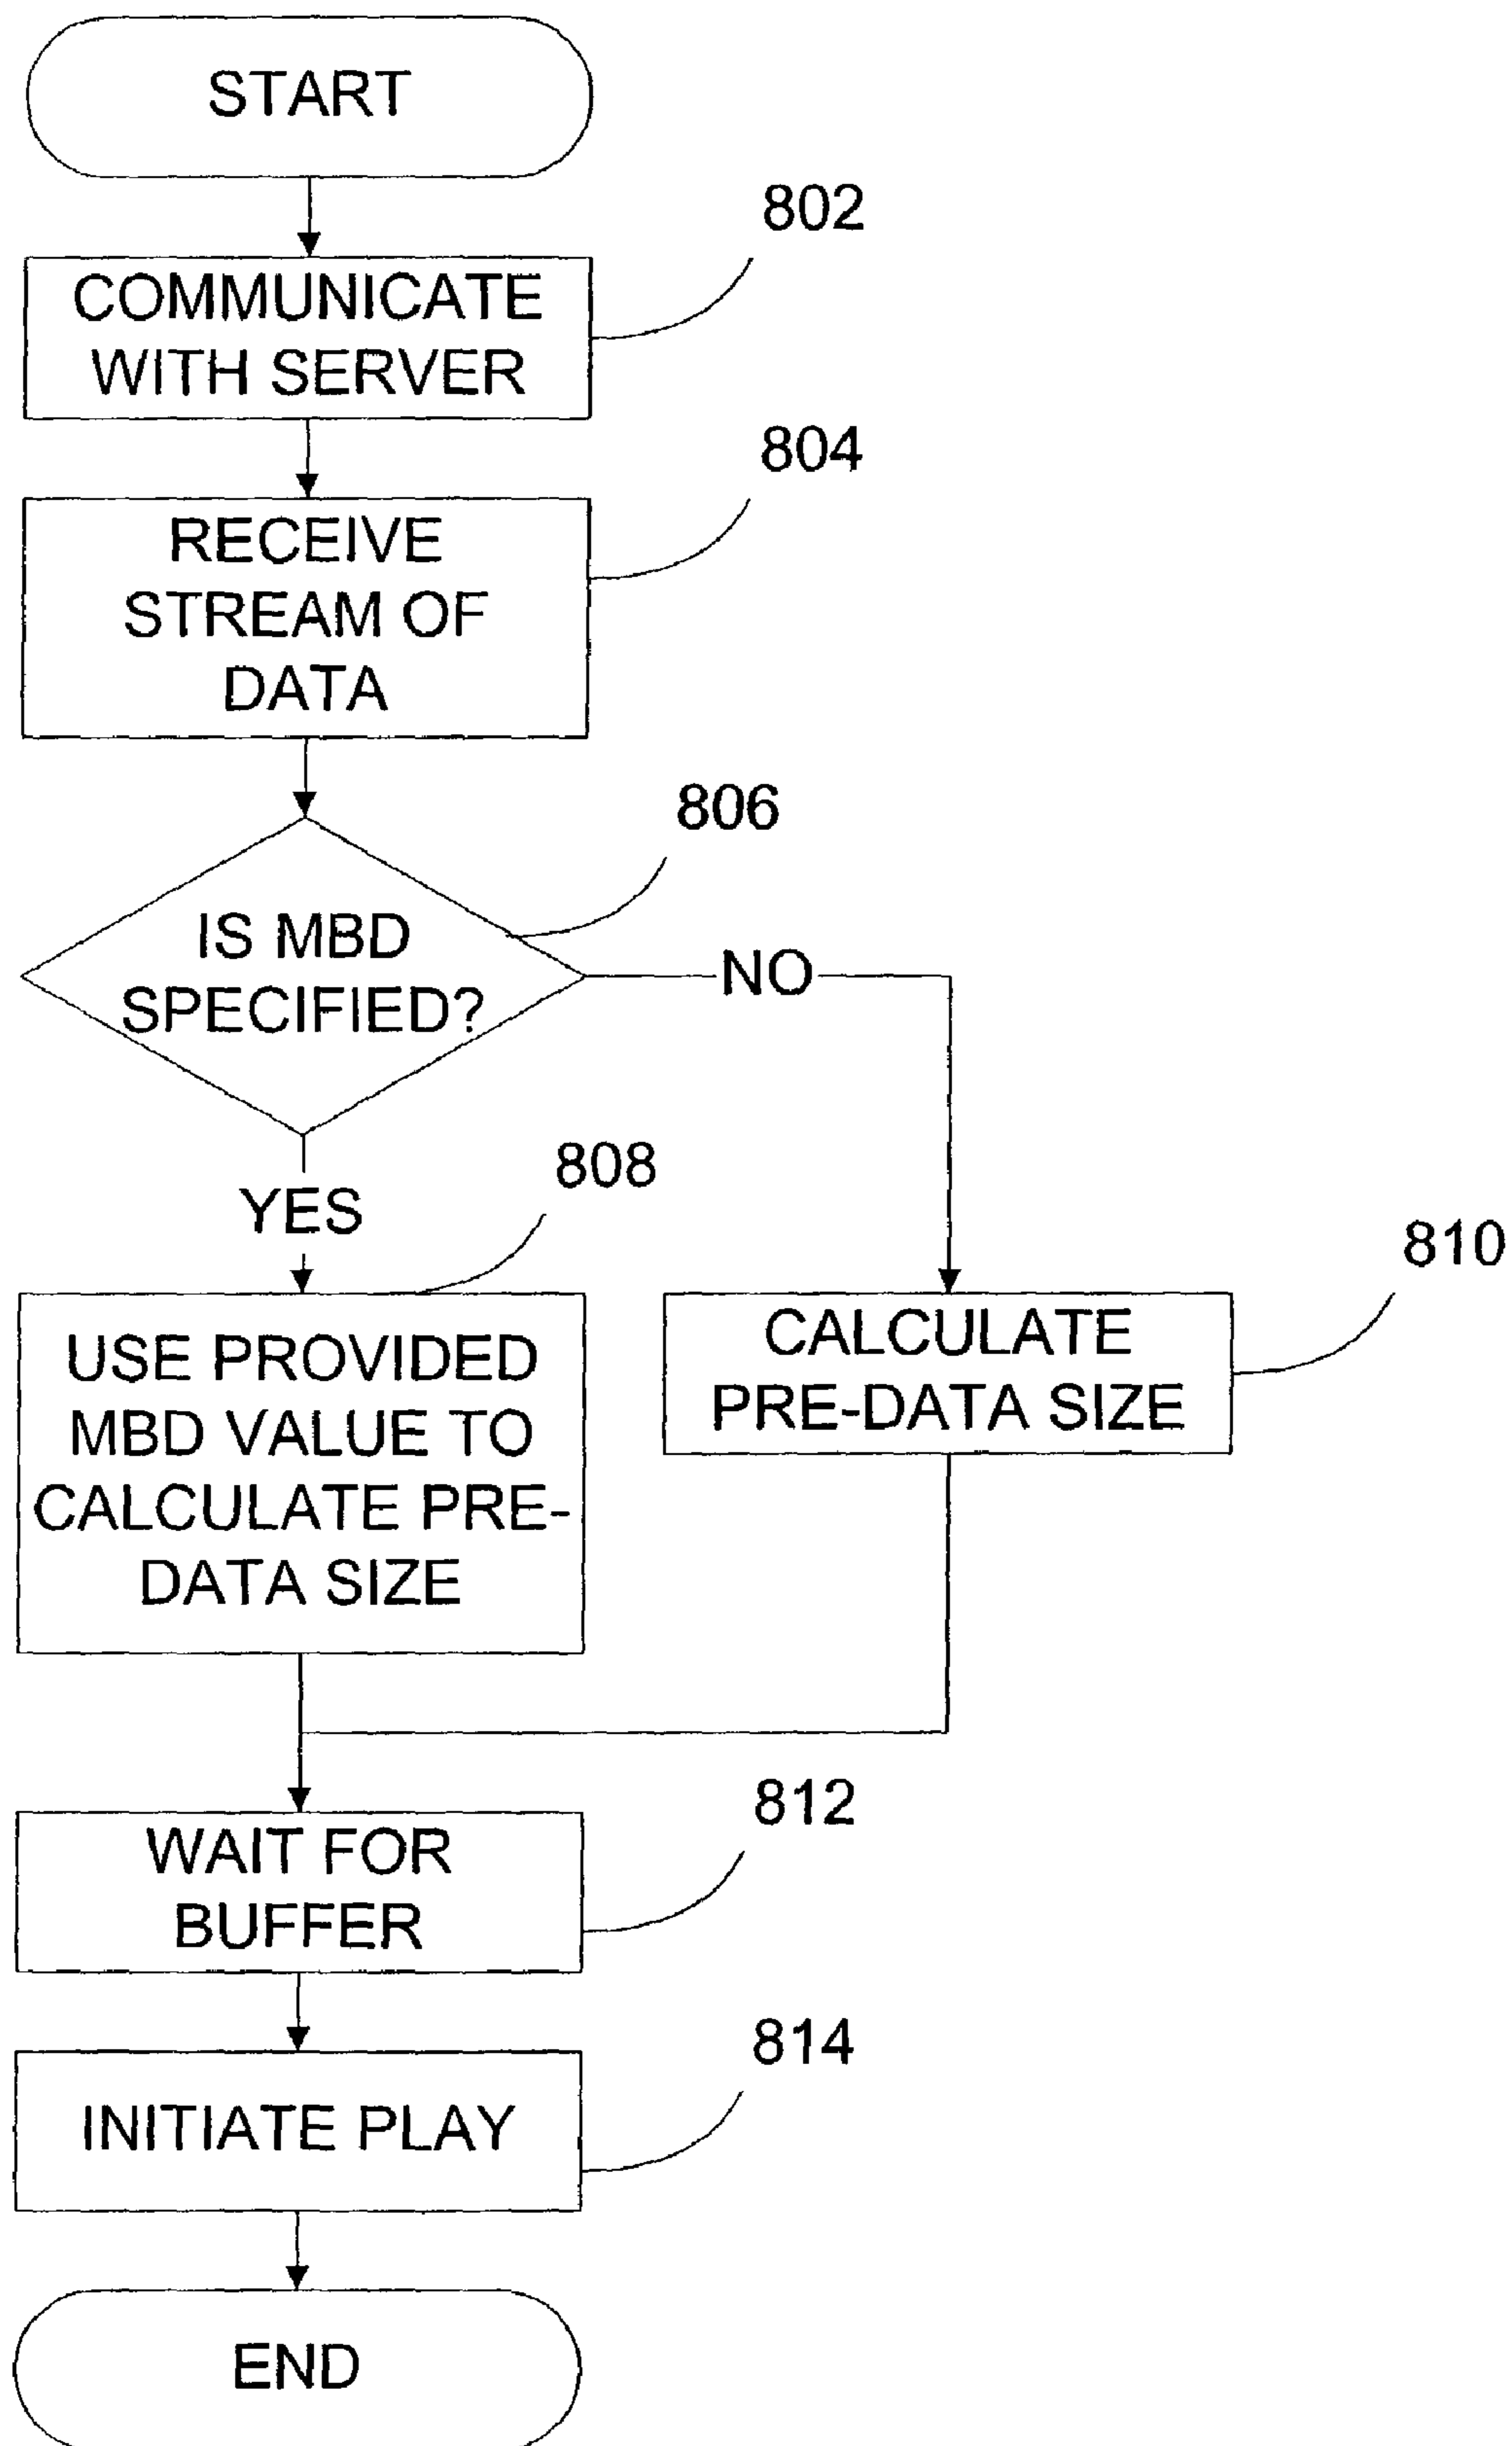 START
802
COMMUNICATE
WITH SERVER
804
RECEIVE
STREAM OF
DATA
806
IS MBD
SPECIFIED?
NO
YES
808
810
USE PROVIDED
MBD VALUE TO
CALCULATE PRE-
DATA SIZE
CALCULATE
PRE-DATA SIZE
812
WAIT FOR
BUFFER
814
INITIATE PLAY
END